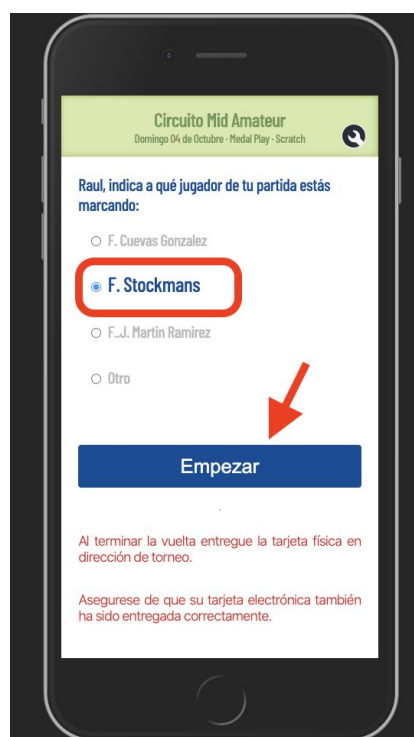 Circuito Mid Amateur
Domingo 04 de Octubre · Medal Play · Scratch
Raul, indica a qué jugador de tu partida estás
marcando:
F. Cuevas Gonzalez
F. Stockmans
F..J. Martin Ramirez
Otro
Empezar
Al terminar la vuelta entregue la tarjeta física en
dirección de torneo.
Asegurese de que su tarjeta electrónica también
ha sido entregada correctamente.